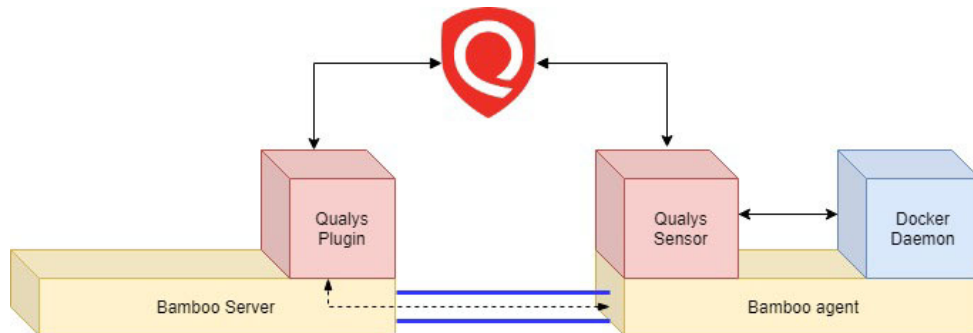 Qualys
Plugin
Qualys
Sensor
Docker
Daemon
Bamboo Server
Bamboo agent